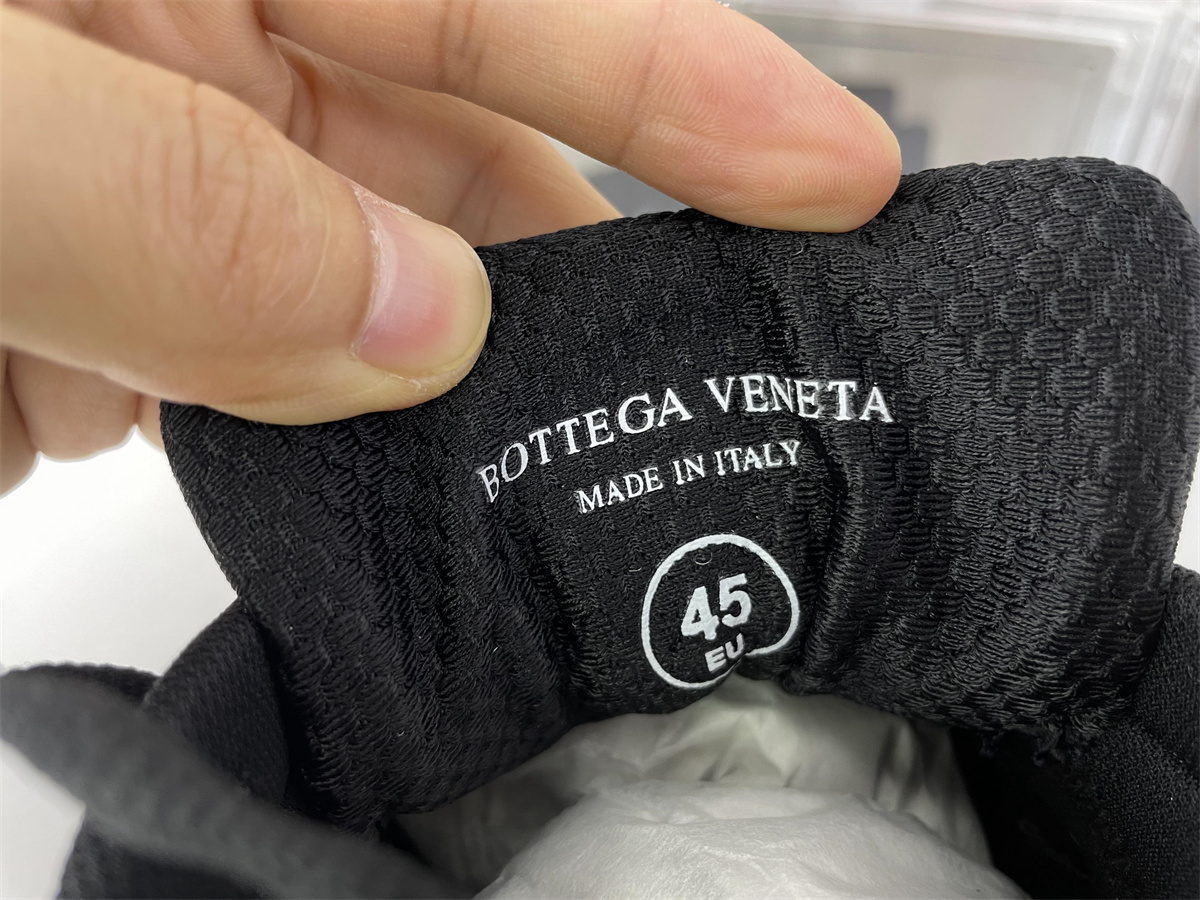 BOTTEGA VENETA
MADE IN ITALY
45
EU